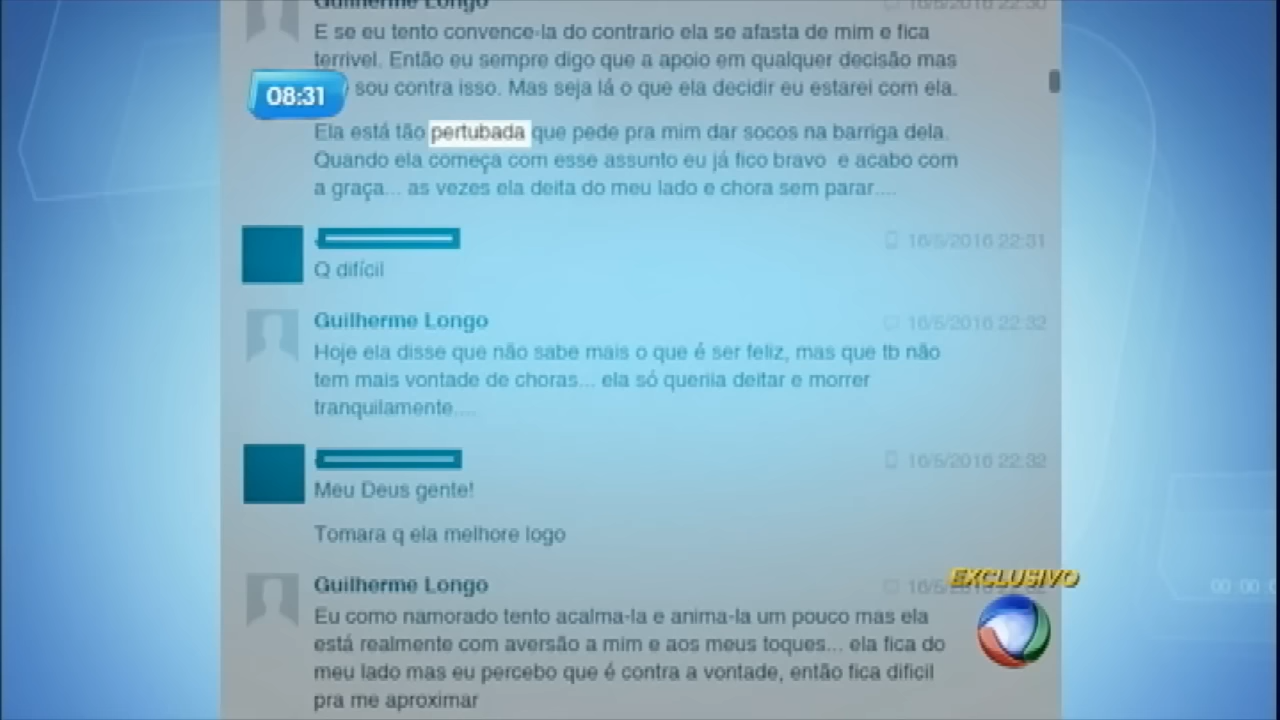 Guilherme Longo
16/5/2016 22:30
E se eu tento convence-la do contrario ela se afasta de mim e fica
terrivel. Então eu sempre digo que a apoio em qualquer decisão mas
sou contra isso. Mas seja lá o que ela decidir eu estarei com ela.
08:31
Ela está tão pertubada que pede pra mim dar socos na barriga dela.
Quando ela começa com esse assunto eu já fico bravo e acabo com
a graça... as vezes ela deita do meu lado e chora sem parar....
16/5/2016 22:31
Q difícil
Guilherme Longo
16/5/2016 22:32
Hoje ela disse que não sabe mais o que é ser feliz, mas que tb não
tem mais vontade de choras... ela só queriia deitar e morrer
tranquilamente....
16/5/2016 22:32
Meu Deus gente!
Tomara q ela melhore logo
EXCLUSIVO
Guilherme Longo
Eu como namorado tento acalma-la e anima-la um pouco mas ela
está realmente com aversão a mim e aos meus toques... ela fica do
meu lado mas eu percebo que é contra a vontade, então fica dificil
pra me aproximar